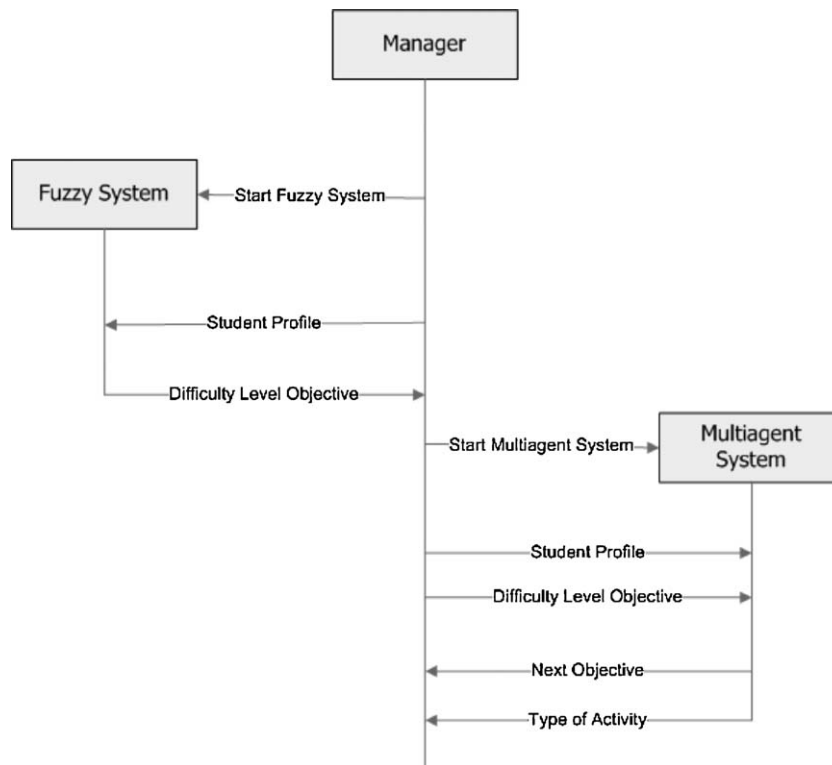 Manager
Fuzzy System
Start Fuzzy System
Student Profile
Difficulty Level Objective
Start Multiagent System
Multiagent
System
Student Profile
Difficulty Level Objective
Next Objective
Type of Activity